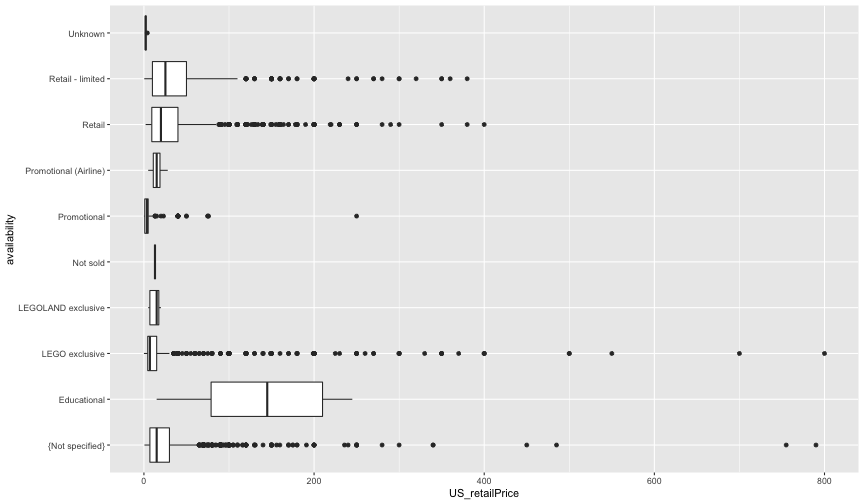 Unknown
Retail - limited
Retail
Promotional (Airline)
Promotional
Not sold
LEGOLAND exclusive
LEGO exclusive
Educational
{Not specified}
availability
0 200 400 600 800
US_retailPrice